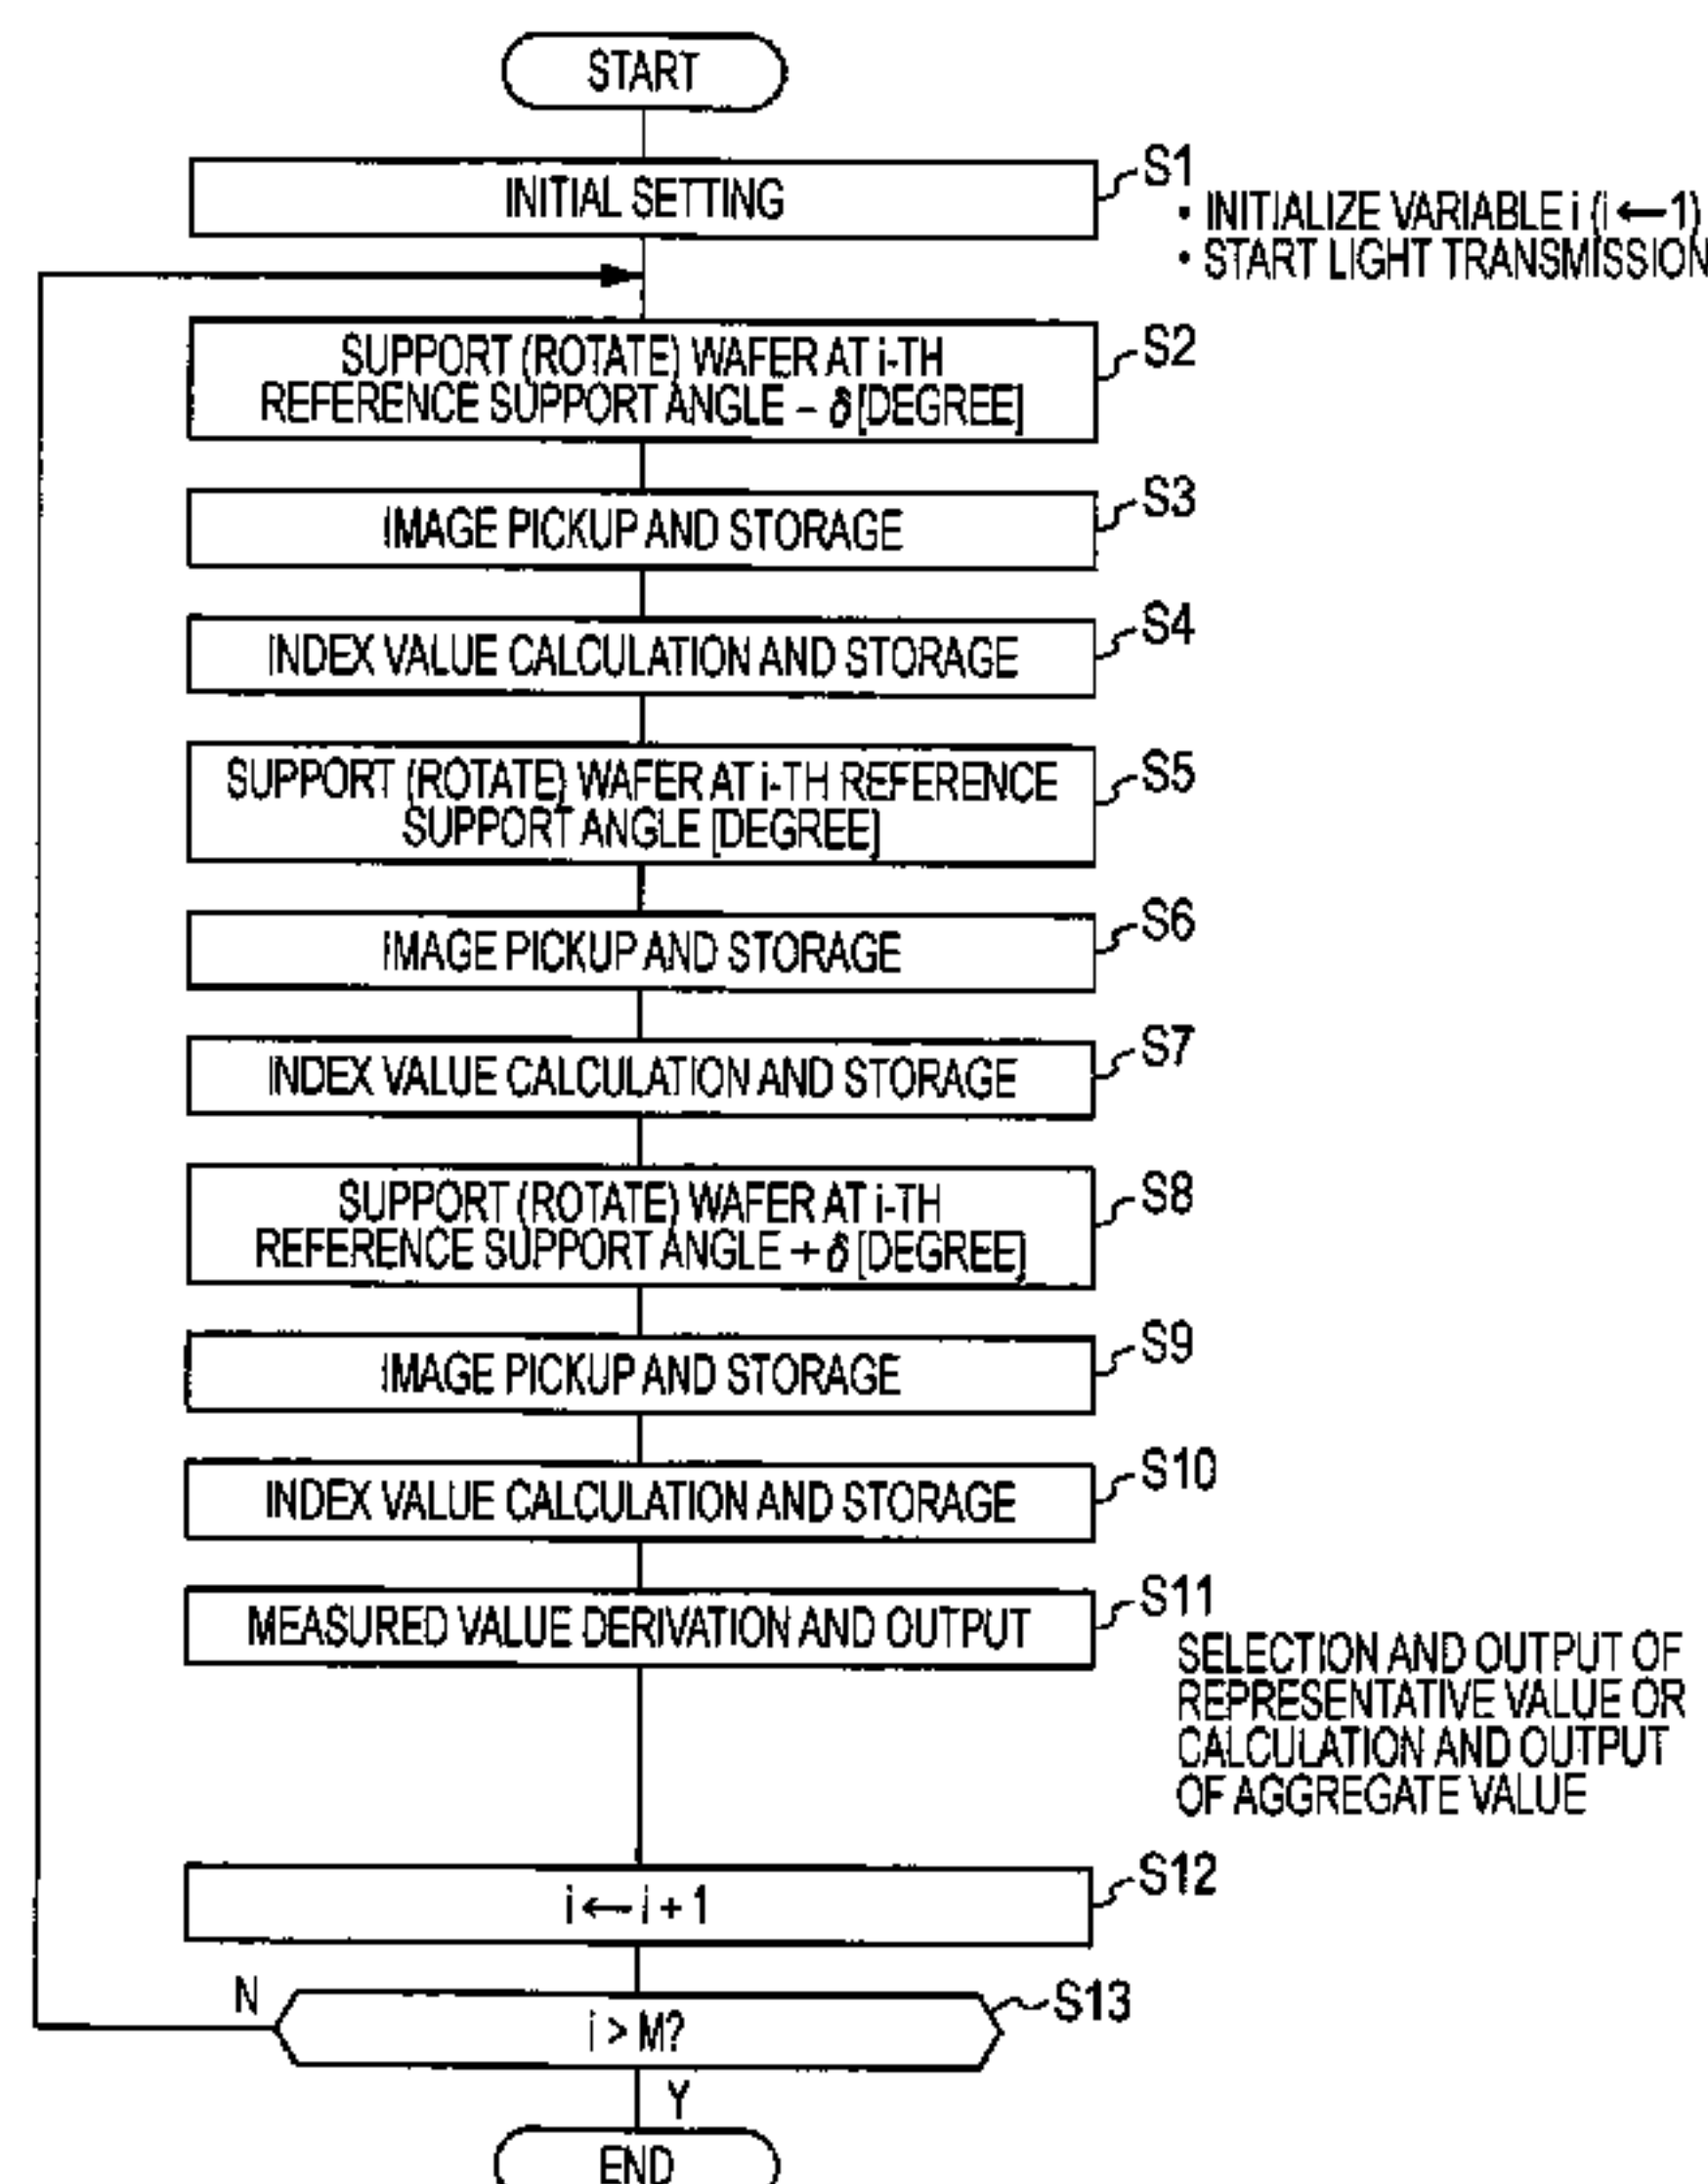 START
INITIAL SETTING
S1
• INITIALIZE VARIABLE i (i ← 1)
• START LIGHT TRANSMISSION
SUPPORT (ROTATE) WAFER AT i-TH
REFERENCE SUPPORT ANGLE – δ [DEGREE]
S2
IMAGE PICKUP AND STORAGE
S3
INDEX VALUE CALCULATION AND STORAGE
S4
SUPPORT (ROTATE) WAFER AT i-TH REFERENCE
SUPPORT ANGLE [DEGREE]
S5
IMAGE PICKUP AND STORAGE
S6
INDEX VALUE CALCULATION AND STORAGE
S7
SUPPORT (ROTATE) WAFER AT i-TH
REFERENCE SUPPORT ANGLE + δ [DEGREE]
S8
IMAGE PICKUP AND STORAGE
S9
INDEX VALUE CALCULATION AND STORAGE
S10
MEASURED VALUE DERIVATION AND OUTPUT
S11
SELECTION AND OUTPUT OF
REPRESENTATIVE VALUE OR
CALCULATION AND OUTPUT
OF AGGREGATE VALUE
i ← i + 1
S12
N
i > M?
S13
Y
END